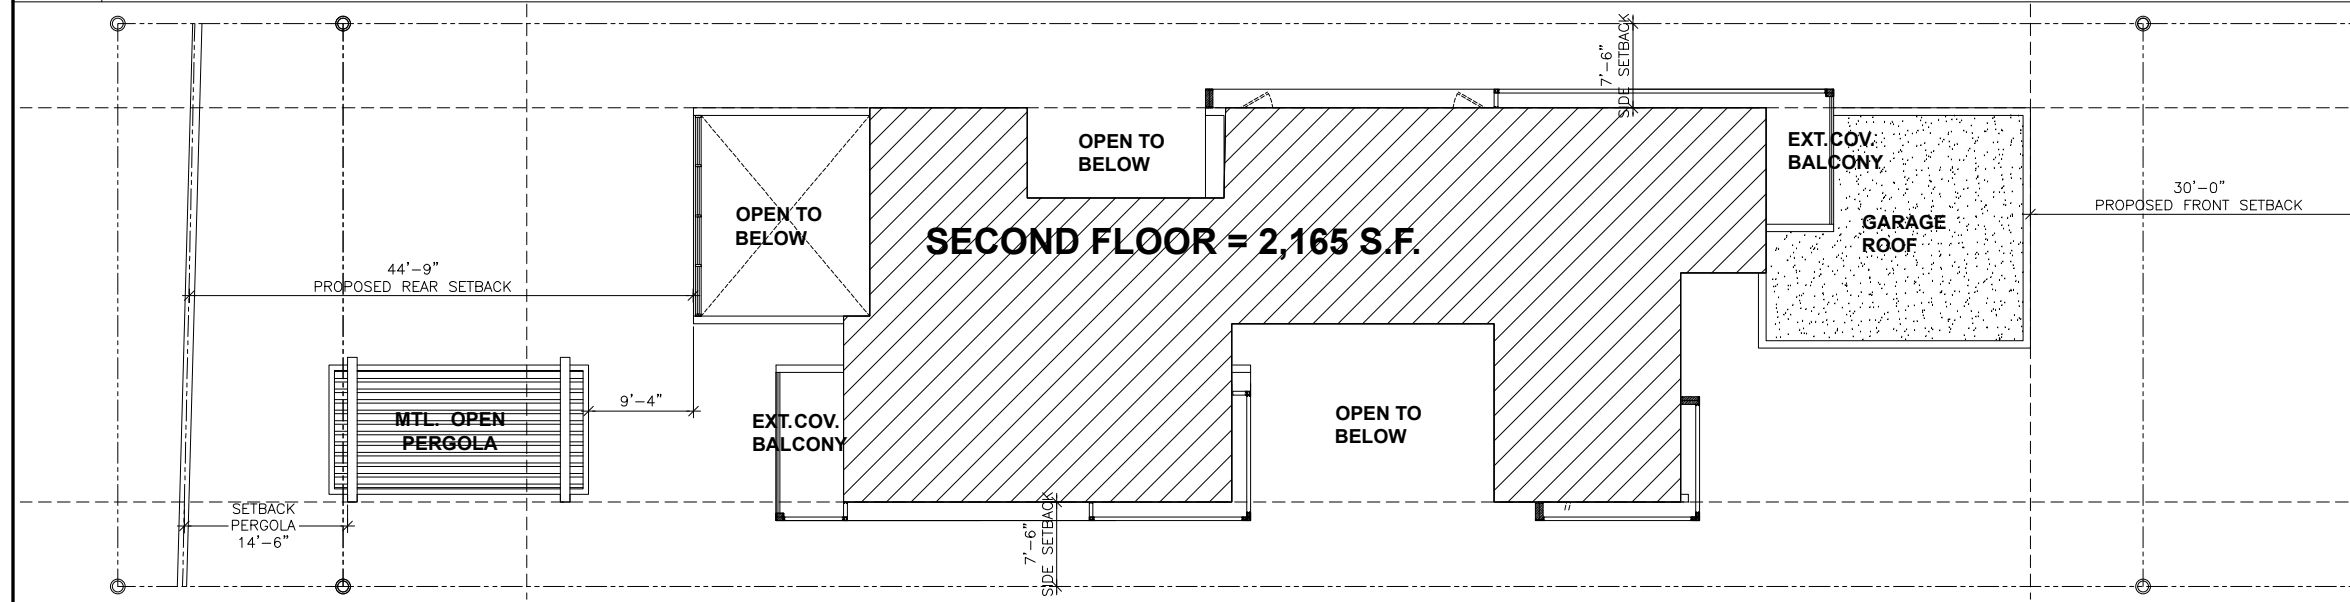 7'-6"
SIDE SETBACK
OPEN TO
BELOW
EXT.COV.
BALCONY
30'-0"
PROPOSED FRONT SETBACK
OPEN TO
BELOW
SECOND FLOOR = 2,165 S.F.
GARAGE
ROOF
44'-9"
PROPOSED REAR SETBACK
9'-4"
MTL. OPEN
PERGOLA
EXT.COV.
BALCONY
OPEN TO
BELOW
SETBACK
PERGOLA
14'-6"
7'-6"
SIDE SETBACK